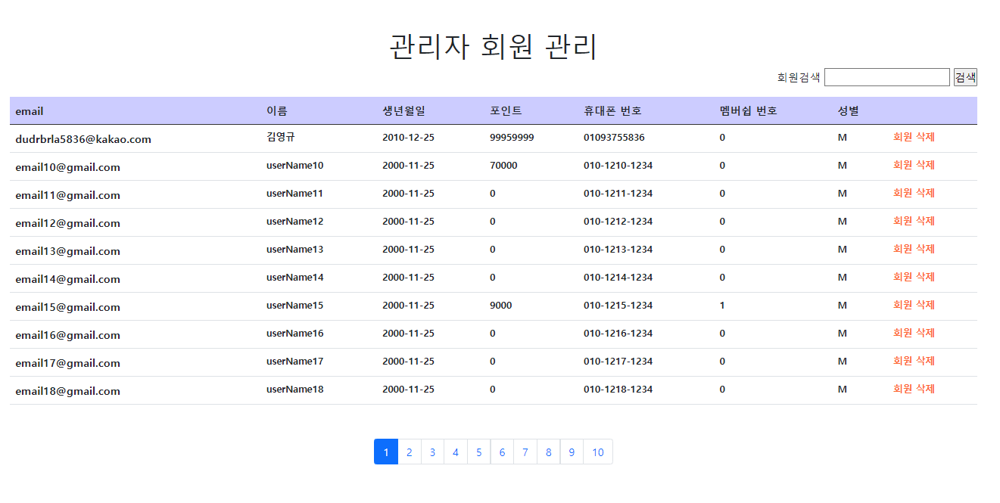 관리자 회원 관리
회원검색 검색
email 이름 생년월일 포인트 휴대폰 번호 멤버쉽 번호 성별
dudrbrla5836@kakao.com 김영규 2010-12-25 99959999 01093755836 0 M 회원 삭제
email10@gmail.com userName10 2000-11-25 70000 010-1210-1234 0 M 회원 삭제
email11@gmail.com userName11 2000-11-25 0 010-1211-1234 0 M 회원 삭제
email12@gmail.com userName12 2000-11-25 0 010-1212-1234 0 M 회원 삭제
email13@gmail.com userName13 2000-11-25 0 010-1213-1234 0 M 회원 삭제
email14@gmail.com userName14 2000-11-25 0 010-1214-1234 0 M 회원 삭제
email15@gmail.com userName15 2000-11-25 9000 010-1215-1234 1 M 회원 삭제
email16@gmail.com userName16 2000-11-25 0 010-1216-1234 0 M 회원 삭제
email17@gmail.com userName17 2000-11-25 0 010-1217-1234 0 M 회원 삭제
email18@gmail.com userName18 2000-11-25 0 010-1218-1234 0 M 회원 삭제
1 2 3 4 5 6 7 8 9 10